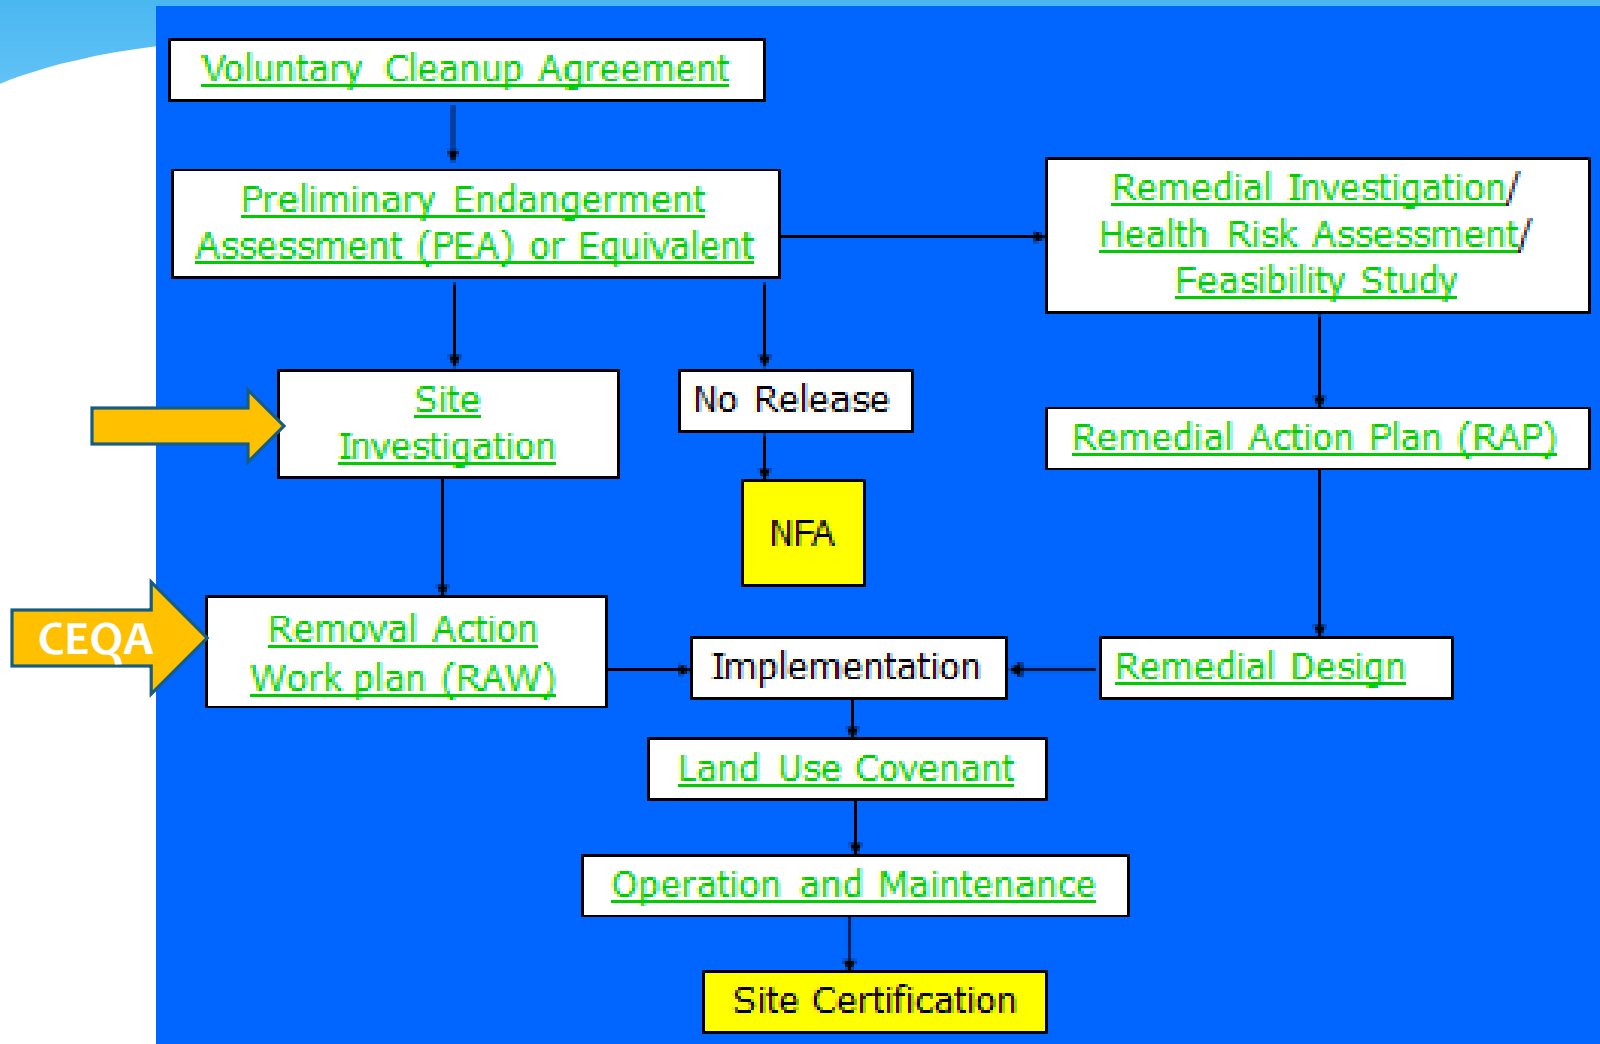 Voluntary Cleanup Agreement
Preliminary Endangerment
Assessment (PEA) or Equivalent
Remedial Investigation/
Health Risk Assessment/
Feasibility Study
Site
Investigation
No Release
Remedial Action Plan (RAP)
NFA
CEQA
Removal Action
Work plan (RAW)
Implementation
Remedial Design
Land Use Covenant
Operation and Maintenance
Site Certification